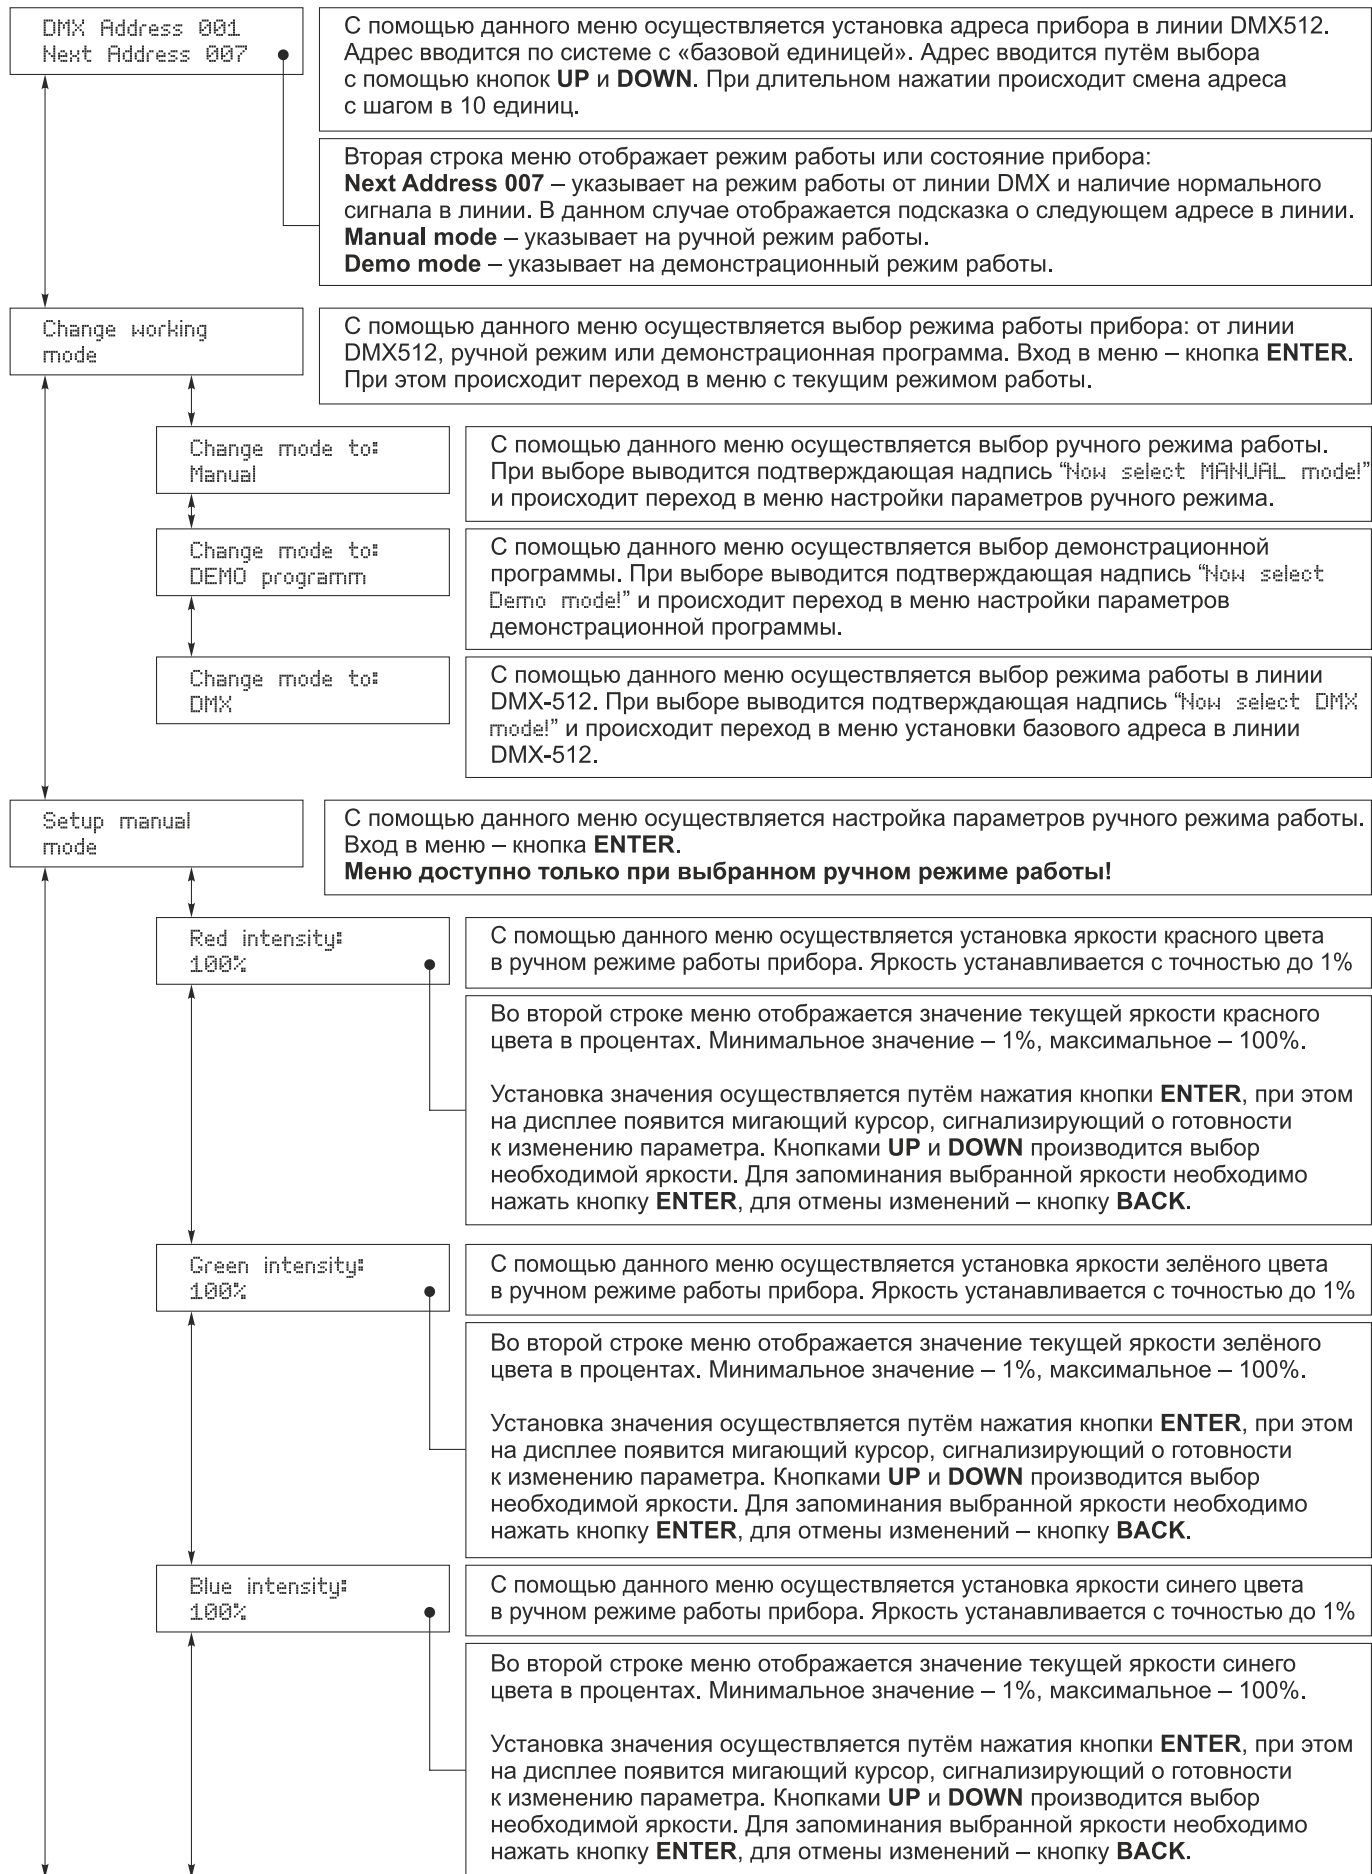 DMX Address 001
Next Address 007
С помощью данного меню осуществляется установка адреса прибора в линии DMX512.
Адрес вводится по системе с «базовой единицей». Адрес вводится путём выбора
с помощью кнопок UP и DOWN. При длительном нажатии происходит смена адреса
с шагом в 10 единиц.
Вторая строка меню отображает режим работы или состояние прибора:
Next Address 007 – указывает на режим работы от линии DMX и наличие нормального
сигнала в линии. В данном случае отображается подсказка о следующем адресе в линии.
Manual mode – указывает на ручной режим работы.
Demo mode – указывает на демонстрационный режим работы.
Change working
mode
С помощью данного меню осуществляется выбор режима работы прибора: от линии
DMX512, ручной режим или демонстрационная программа. Вход в меню – кнопка ENTER.
При этом происходит переход в меню с текущим режимом работы.
Change mode to:
Manual
С помощью данного меню осуществляется выбор ручного режима работы.
При выборе выводится подтверждающая надпись “Now select MANUAL mode!”
и происходит переход в меню настройки параметров ручного режима.
Change mode to:
DEMO programm
С помощью данного меню осуществляется выбор демонстрационной
программы. При выборе выводится подтверждающая надпись “Now select
Demo mode!” и происходит переход в меню настройки параметров
демонстрационной программы.
Change mode to:
DMX
С помощью данного меню осуществляется выбор режима работы в линии
DMX-512. При выборе выводится подтверждающая надпись “Now select DMX
mode!” и происходит переход в меню установки базового адреса в линии
DMX-512.
Setup manual
mode
С помощью данного меню осуществляется настройка параметров ручного режима работы.
Вход в меню – кнопка ENTER.
Меню доступно только при выбранном ручном режиме работы!
Red intensity:
100%
С помощью данного меню осуществляется установка яркости красного цвета
в ручном режиме работы прибора. Яркость устанавливается с точностью до 1%
Во второй строке меню отображается значение текущей яркости красного
цвета в процентах. Минимальное значение – 1%, максимальное – 100%.
Установка значения осуществляется путём нажатия кнопки ENTER, при этом
на дисплее появится мигающий курсор, сигнализирующий о готовности
к изменению параметра. Кнопками UP и DOWN производится выбор
необходимой яркости. Для запоминания выбранной яркости необходимо
нажать кнопку ENTER, для отмены изменений – кнопку BACK.
Green intensity:
100%
С помощью данного меню осуществляется установка яркости зелёного цвета
в ручном режиме работы прибора. Яркость устанавливается с точностью до 1%
Во второй строке меню отображается значение текущей яркости зелёного
цвета в процентах. Минимальное значение – 1%, максимальное – 100%.
Установка значения осуществляется путём нажатия кнопки ENTER, при этом
на дисплее появится мигающий курсор, сигнализирующий о готовности
к изменению параметра. Кнопками UP и DOWN производится выбор
необходимой яркости. Для запоминания выбранной яркости необходимо
нажать кнопку ENTER, для отмены изменений – кнопку BACK.
Blue intensity:
100%
С помощью данного меню осуществляется установка яркости синего цвета
в ручном режиме работы прибора. Яркость устанавливается с точностью до 1%
Во второй строке меню отображается значение текущей яркости синего
цвета в процентах. Минимальное значение – 1%, максимальное – 100%.
Установка значения осуществляется путём нажатия кнопки ENTER, при этом
на дисплее появится мигающий курсор, сигнализирующий о готовности
к изменению параметра. Кнопками UP и DOWN производится выбор
необходимой яркости. Для запоминания выбранной яркости необходимо
нажать кнопку ENTER, для отмены изменений – кнопку BACK.